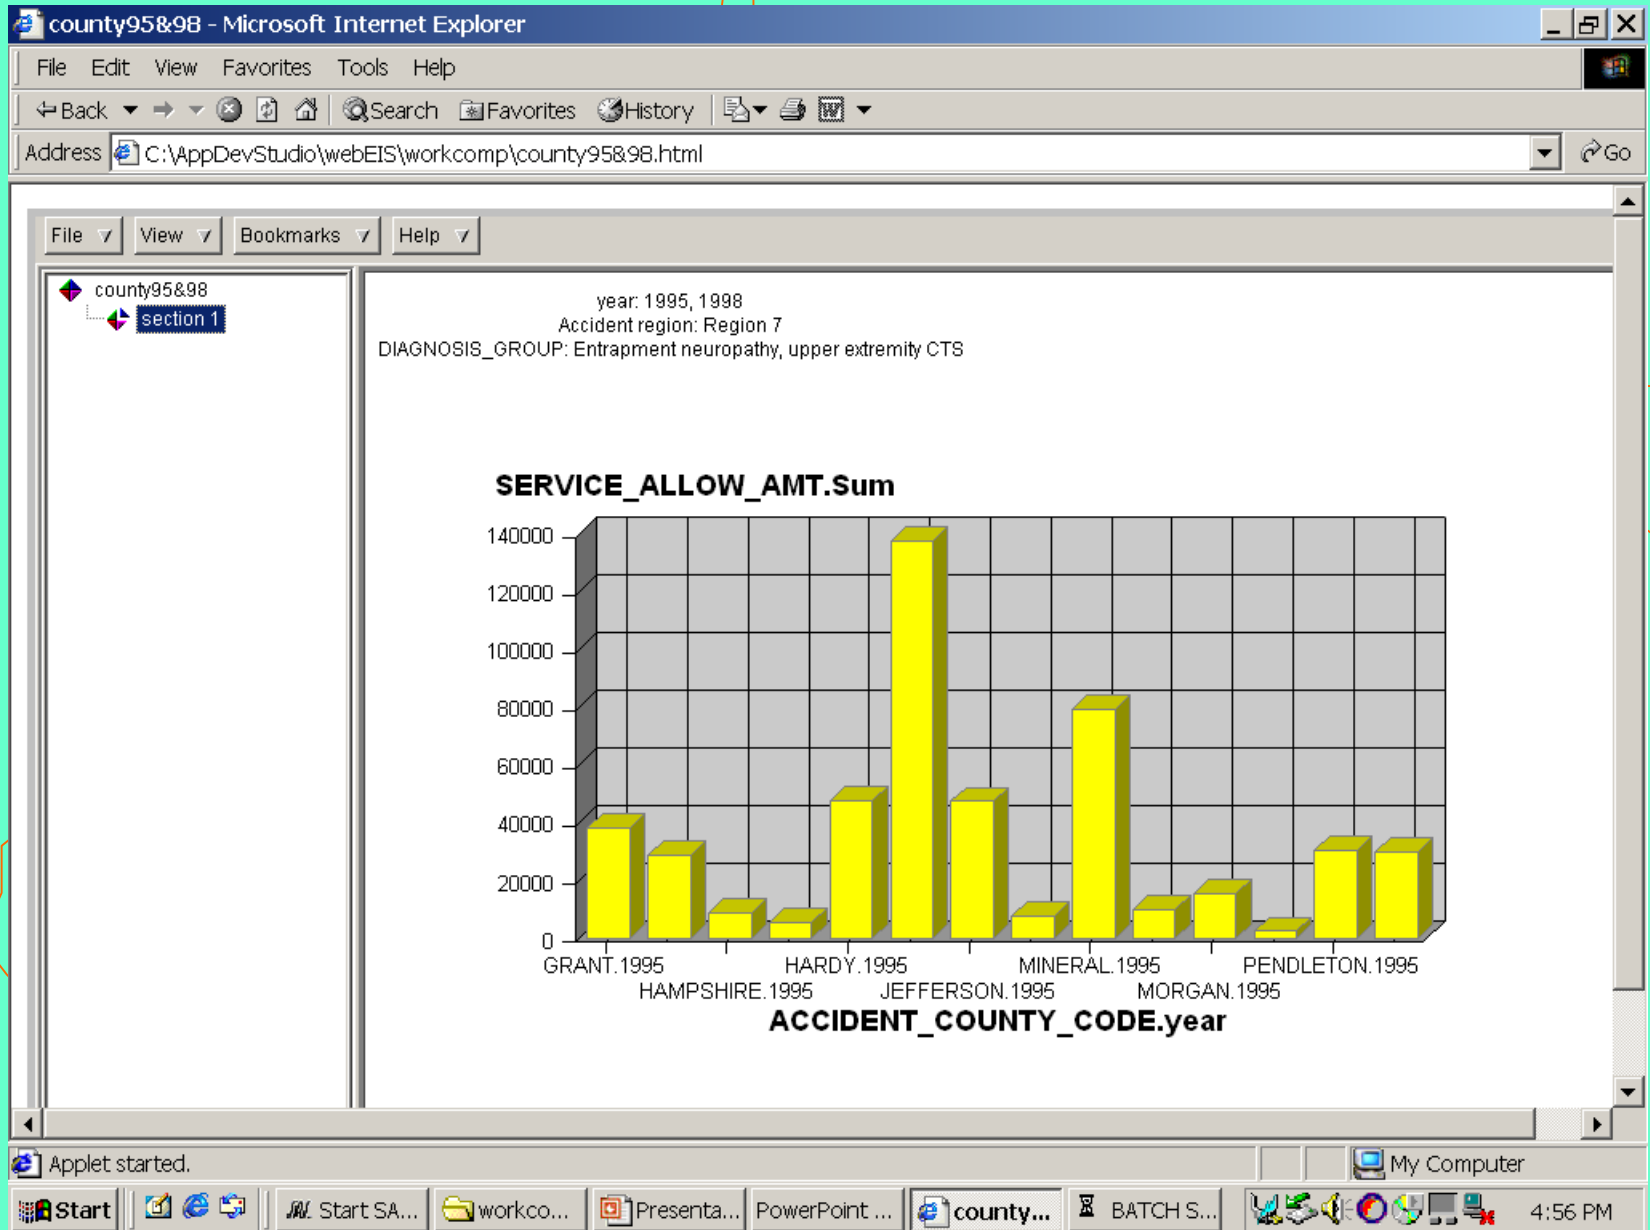 county95&98 - Microsoft Internet Explorer
File Edit View Favorites Tools Help
Back Search Favorites History
Address C:\AppDevStudio\webEIS\workcomp\county95&98.html Go
File View Bookmarks Help
county95&98
section 1
year: 1995, 1998
Accident region: Region 7
DIAGNOSIS_GROUP: Entrapment neuropathy, upper extremity CTS
SERVICE_ALLOW_AMT.Sum
140000
120000
100000
80000
60000
40000
20000
0
GRANT.1995 HARDY.1995 MINERAL.1995 PENDLETON.1995
HAMPSHIRE.1995 JEFFERSON.1995 MORGAN.1995
ACCIDENT_COUNTY_CODE.year
Applet started. My Computer
Start Start SA... workco... Presenta... PowerPoint ... county... BATCH S... 4:56 PM